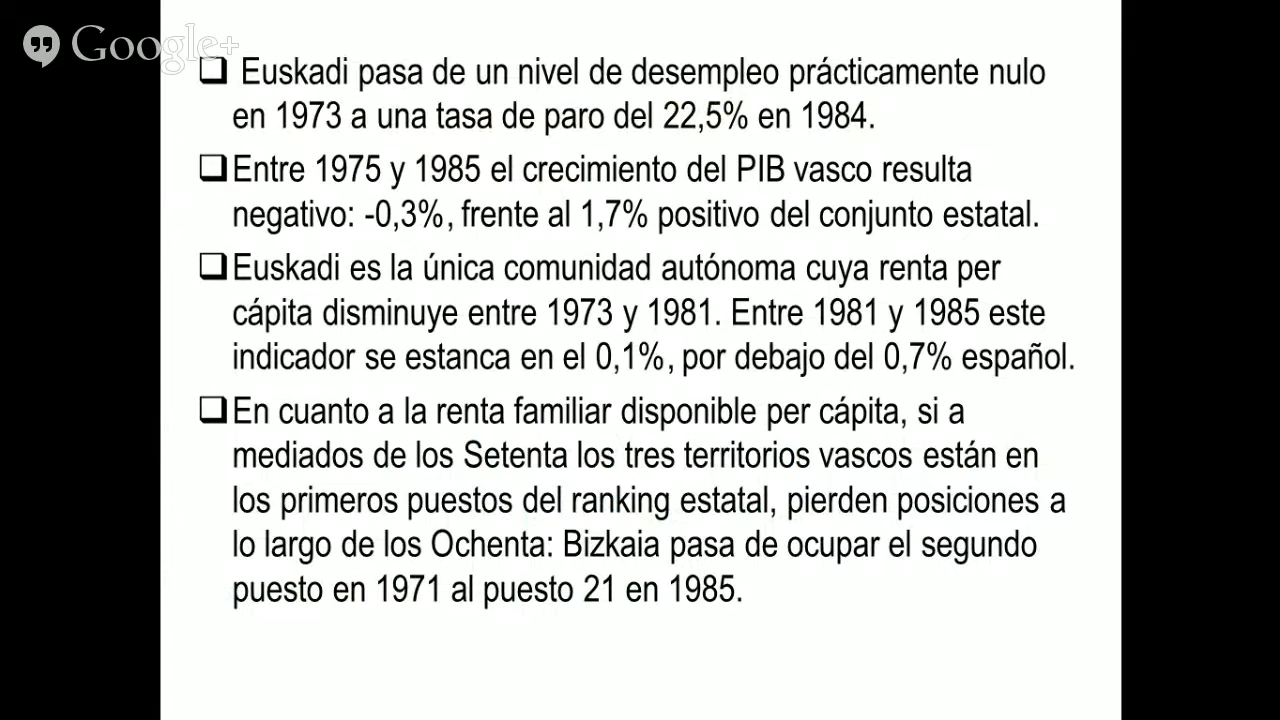 Google+
Euskadi pasa de un nivel de desempleo prácticamente nulo
en 1973 a una tasa de paro del 22,5% en 1984.
Entre 1975 y 1985 el crecimiento del PIB vasco resulta
negativo: -0,3%, frente al 1,7% positivo del conjunto estatal.
Euskadi es la única comunidad autónoma cuya renta per
cápita disminuye entre 1973 y 1981. Entre 1981 y 1985 este
indicador se estanca en el 0,1%, por debajo del 0,7% español.
En cuanto a la renta familiar disponible per cápita, si a
mediados de los Setenta los tres territorios vascos están en
los primeros puestos del ranking estatal, pierden posiciones a
lo largo de los Ochenta: Bizkaia pasa de ocupar el segundo
puesto en 1971 al puesto 21 en 1985.